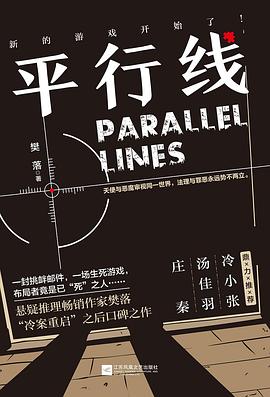 新的游戏开始了!
平行线
PARALLEL
LINES
樊落 著
天使与恶魔审视同一世界,法理与罪恶永远势不两立。
一封挑衅邮件,一场生死游戏,
布局者竟是已“死”之人……
悬疑推理畅销作家樊落
“冷案重启”之后口碑之作
冷小张
汤佳羽
庄秦
鼎力推荐
江苏凤凰文艺出版社